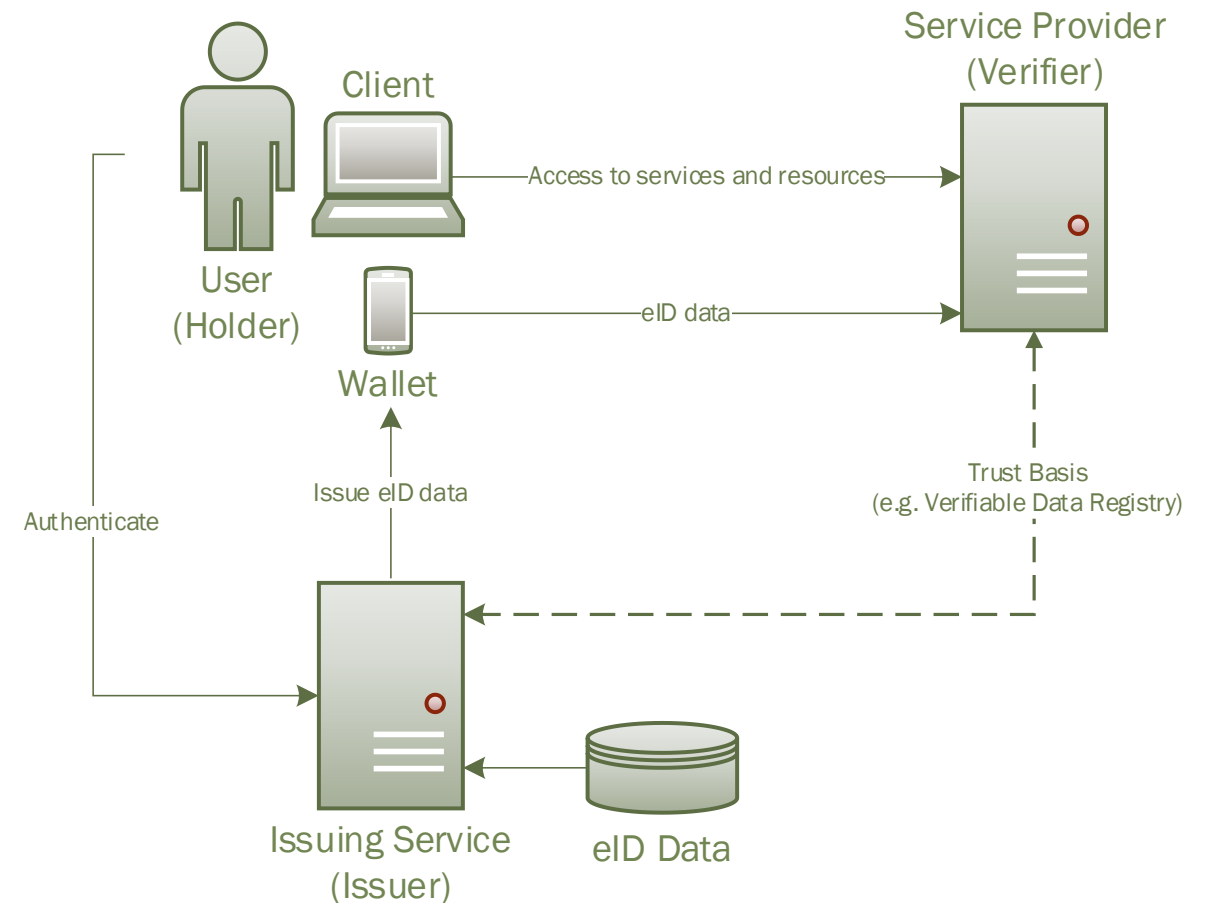 Service Provider
(Verifier)
Client
Access to services and resources
User
(Holder)
eID data
Wallet
Issue eID data
Trust Basis
(e.g. Verifiable Data Registry)
Authenticate
Issuing Service
(Issuer)
eID Data